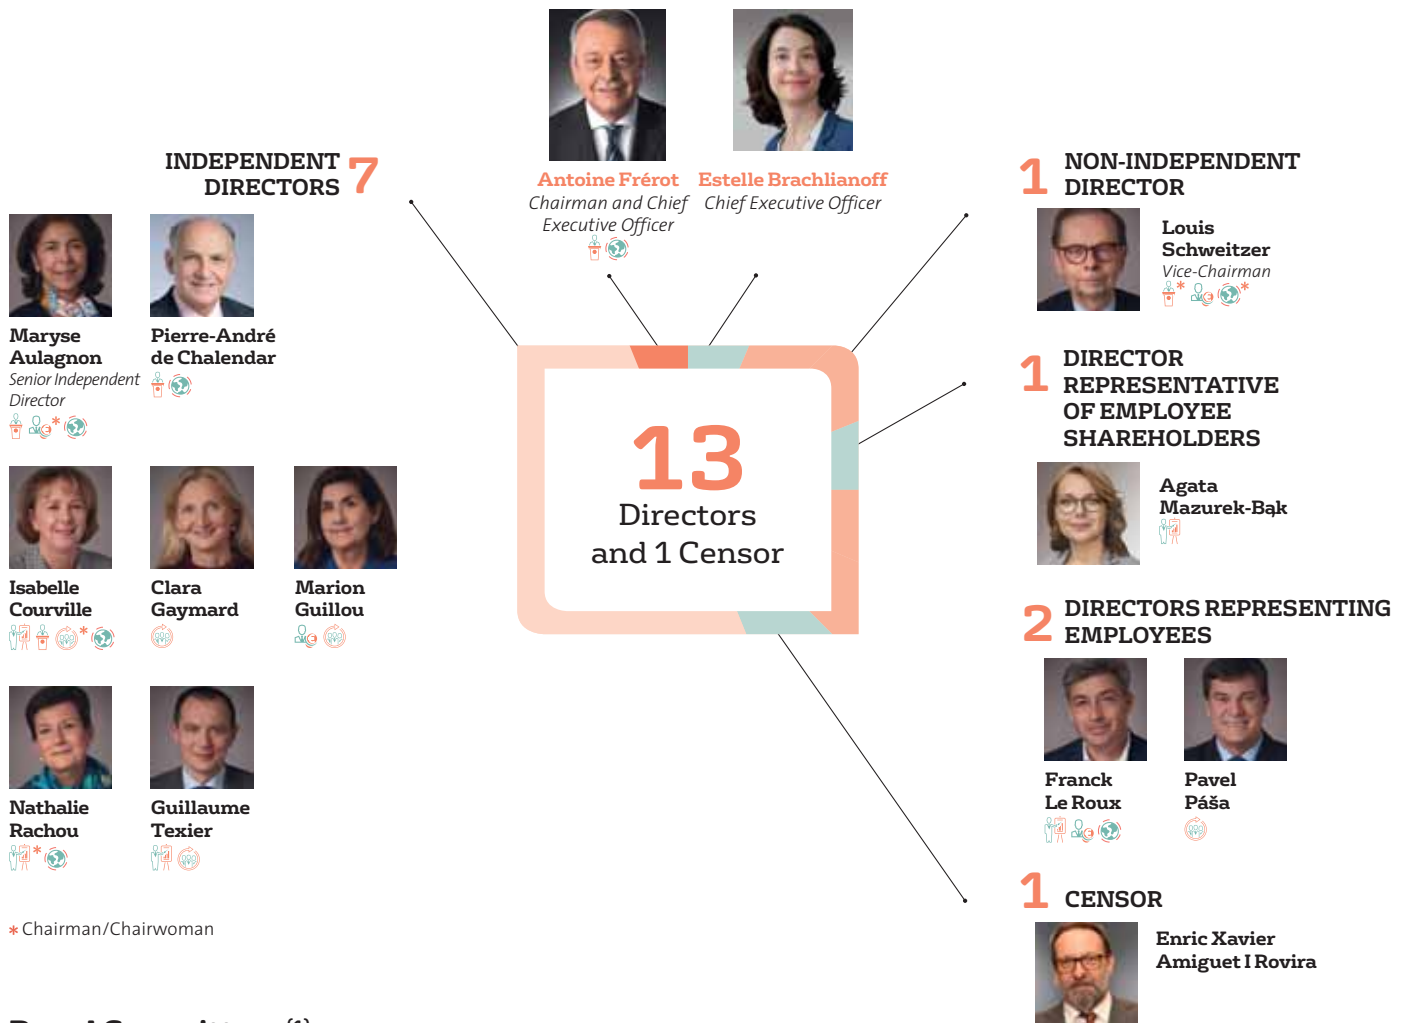 Antoine Frérot
Chairman and Chief
Executive Officer
Estelle Brachlianoff
Chief Executive Officer
INDEPENDENT
DIRECTORS 7
Maryse
Aulagnon
Senior Independent
Director
*
Pierre-André
de Chalendar
Isabelle
Courville
*
Clara
Gaymard
Marion
Guillou
Nathalie
Rachou
*
Guillaume
Texier
* Chairman/Chairwoman
13
Directors
and 1 Censor
1 NON-INDEPENDENT
DIRECTOR
Louis
Schweitzer
Vice-Chairman
* *
1 DIRECTOR
REPRESENTATIVE
OF EMPLOYEE
SHAREHOLDERS
Agata
Mazurek-Bąk
2 DIRECTORS REPRESENTING
EMPLOYEES
Franck
Le Roux
Pavel
Páša
1 CENSOR
Enric Xavier
Amiguet I Rovira